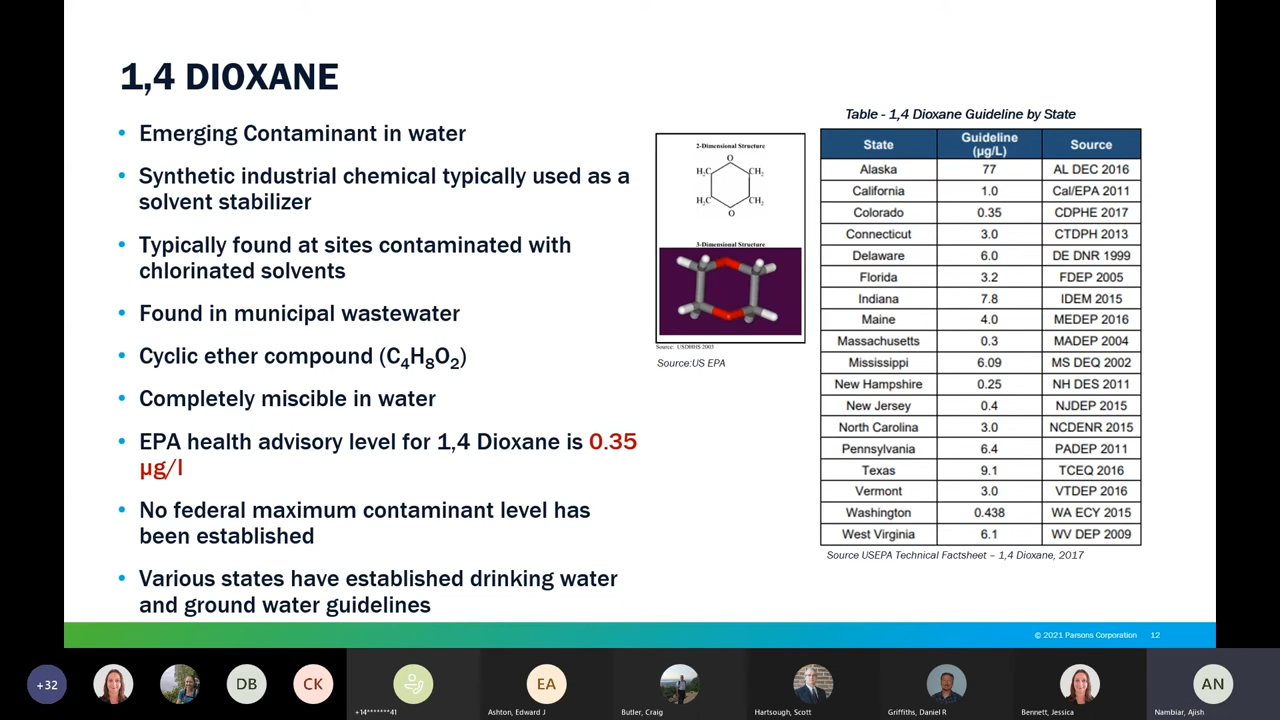 1,4 DIOXANE
• Emerging Contaminant in water
• Synthetic industrial chemical typically used as a
solvent stabilizer
• Typically found at sites contaminated with
chlorinated solvents
• Found in municipal wastewater
• Cyclic ether compound (C4H8O2)
• Completely miscible in water
• EPA health advisory level for 1,4 Dioxane is 0.35
µg/l
• No federal maximum contaminant level has
been established
• Various states have established drinking water
and ground water guidelines
2-Dimensional Structure
O
H2C CH2
H2C CH2
O
3-Dimensional Structure
Source: USDHHS 2003
Source:US EPA
Table - 1,4 Dioxane Guideline by State
State Guideline (µg/L) Source
Alaska 77 AL DEC 2016
California 1.0 Cal/EPA 2011
Colorado 0.35 CDPHE 2017
Connecticut 3.0 CTDPH 2013
Delaware 6.0 DE DNR 1999
Florida 3.2 FDEP 2005
Indiana 7.8 IDEM 2015
Maine 4.0 MEDEP 2016
Massachusetts 0.3 MADEP 2004
Mississippi 6.09 MS DEQ 2002
New Hampshire 0.25 NH DES 2011
New Jersey 0.4 NJDEP 2015
North Carolina 3.0 NCDENR 2015
Pennsylvania 6.4 PADEP 2011
Texas 9.1 TCEQ 2016
Vermont 3.0 VTDEP 2016
Washington 0.438 WA ECY 2015
West Virginia 6.1 WV DEP 2009
Source USEPA Technical Factsheet – 1,4 Dioxane, 2017
© 2021 Parsons Corporation 12
+32 DB CK EA AN
+14*******41 Ashton, Edward J Butler, Craig Hartsough, Scott Griffiths, Daniel R Bennett, Jessica Nambiar, Ajish